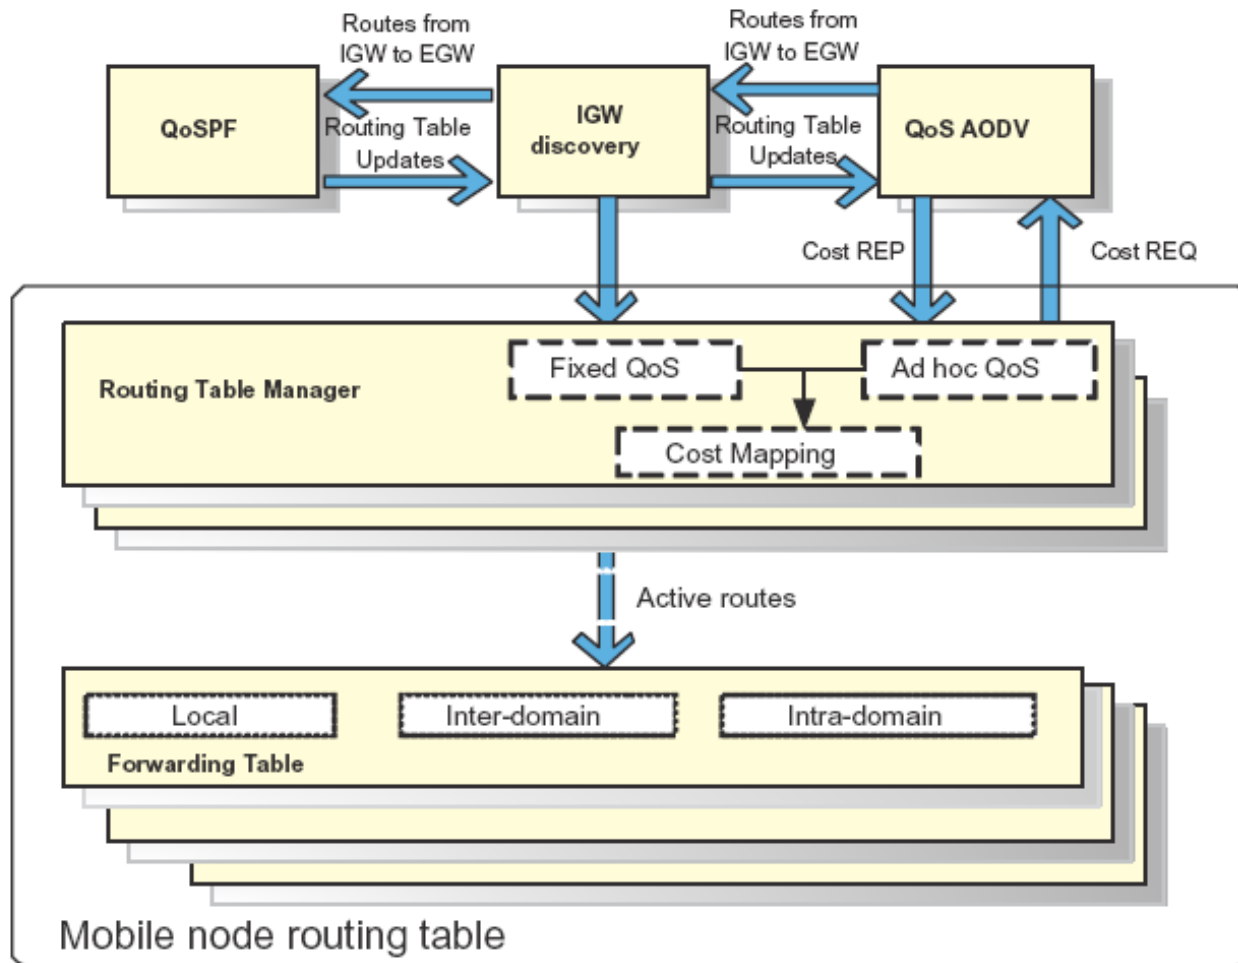 Routes from
IGW to EGW
Routes from
IGW to EGW
QoSPF
IGW
discovery
QoS AODV
Routing Table
Updates
Routing Table
Updates
Cost REP
Cost REQ
Routing Table Manager
Fixed QoS
Ad hoc QoS
Cost Mapping
Active routes
Local
Inter-domain
Intra-domain
Forwarding Table
Mobile node routing table